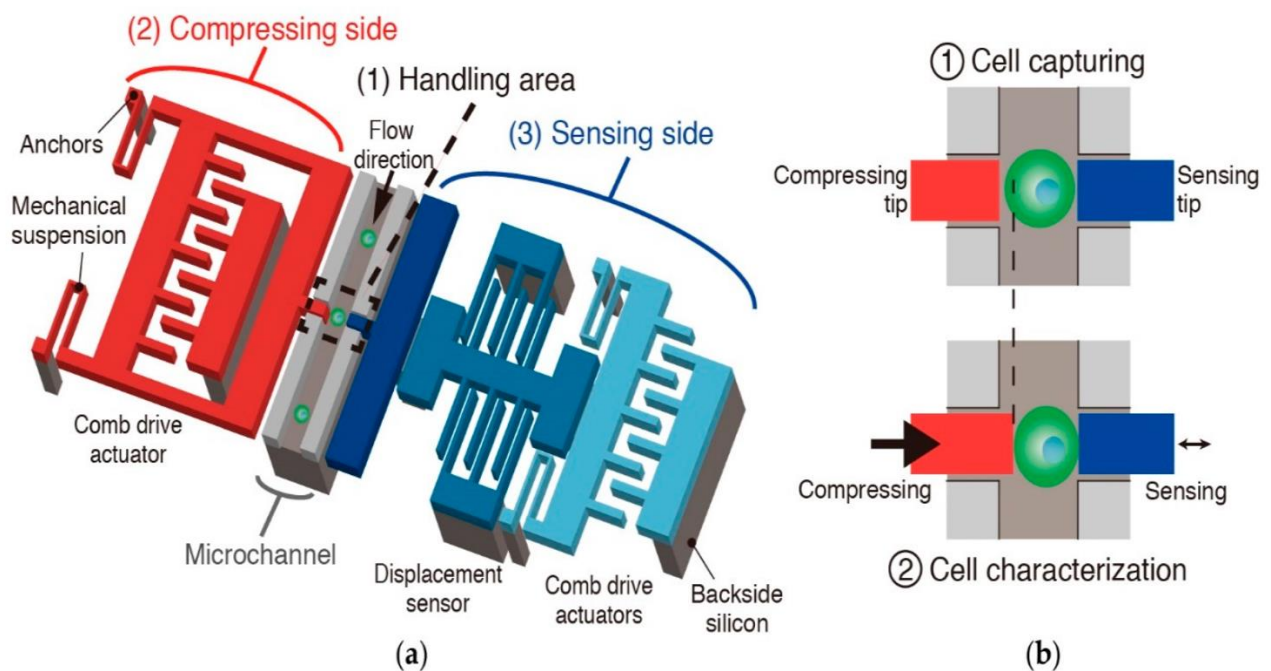 (2) Compressing side
(1) Handling area
Anchors
Flow
direction
(3) Sensing side
Mechanical
suspension
Comb drive
actuator
Microchannel
Displacement
sensor
Comb drive
actuators
Backside
silicon
(a)
① Cell capturing
Compressing
tip
Sensing
tip
Compressing
Sensing
② Cell characterization
(b)